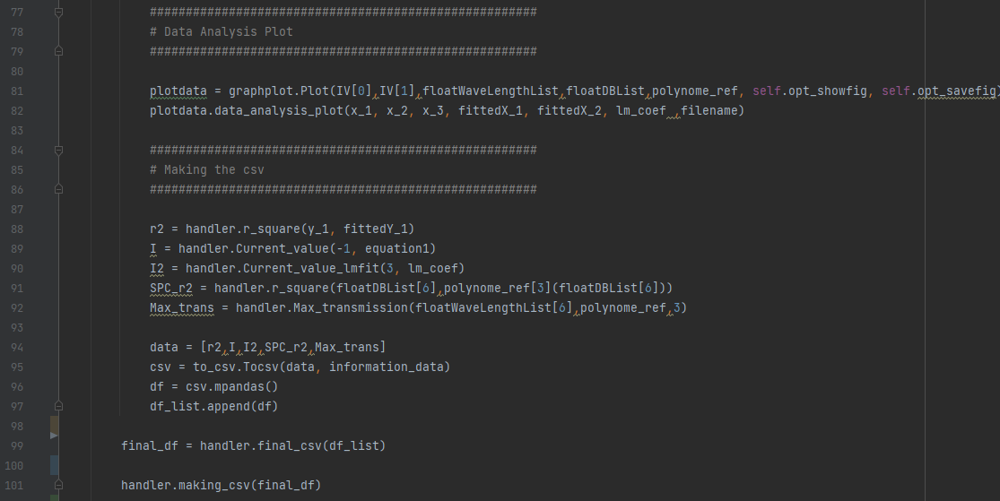 77 ######################################################
78 # Data Analysis Plot
79 ######################################################
80
81 plotdata = graphplot.Plot(IV[0],IV[1],floatWaveLengthList,floatDBList,polynome_ref, self.opt_showfig, self.opt_savefig)
82 plotdata.data_analysis_plot(x_1, x_2, x_3, fittedX_1, fittedX_2, lm_coef ,filename)
83
84 ######################################################
85 # Making the csv
86 ######################################################
87
88 r2 = handler.r_square(y_1, fittedY_1)
89 I = handler.Current_value(-1, equation1)
90 I2 = handler.Current_value_lmfit(3, lm_coef)
91 SPC_r2 = handler.r_square(floatDBList[6],polynome_ref[3](floatDBList[6]))
92 Max_trans = handler.Max_transmission(floatWaveLengthList[6],polynome_ref,3)
93
94 data = [r2,I,I2,SPC_r2,Max_trans]
95 csv = to_csv.Tocsv(data, information_data)
96 df = csv.mpandas()
97 df_list.append(df)
98
99 final_df = handler.final_csv(df_list)
100
101 handler.making_csv(final_df)